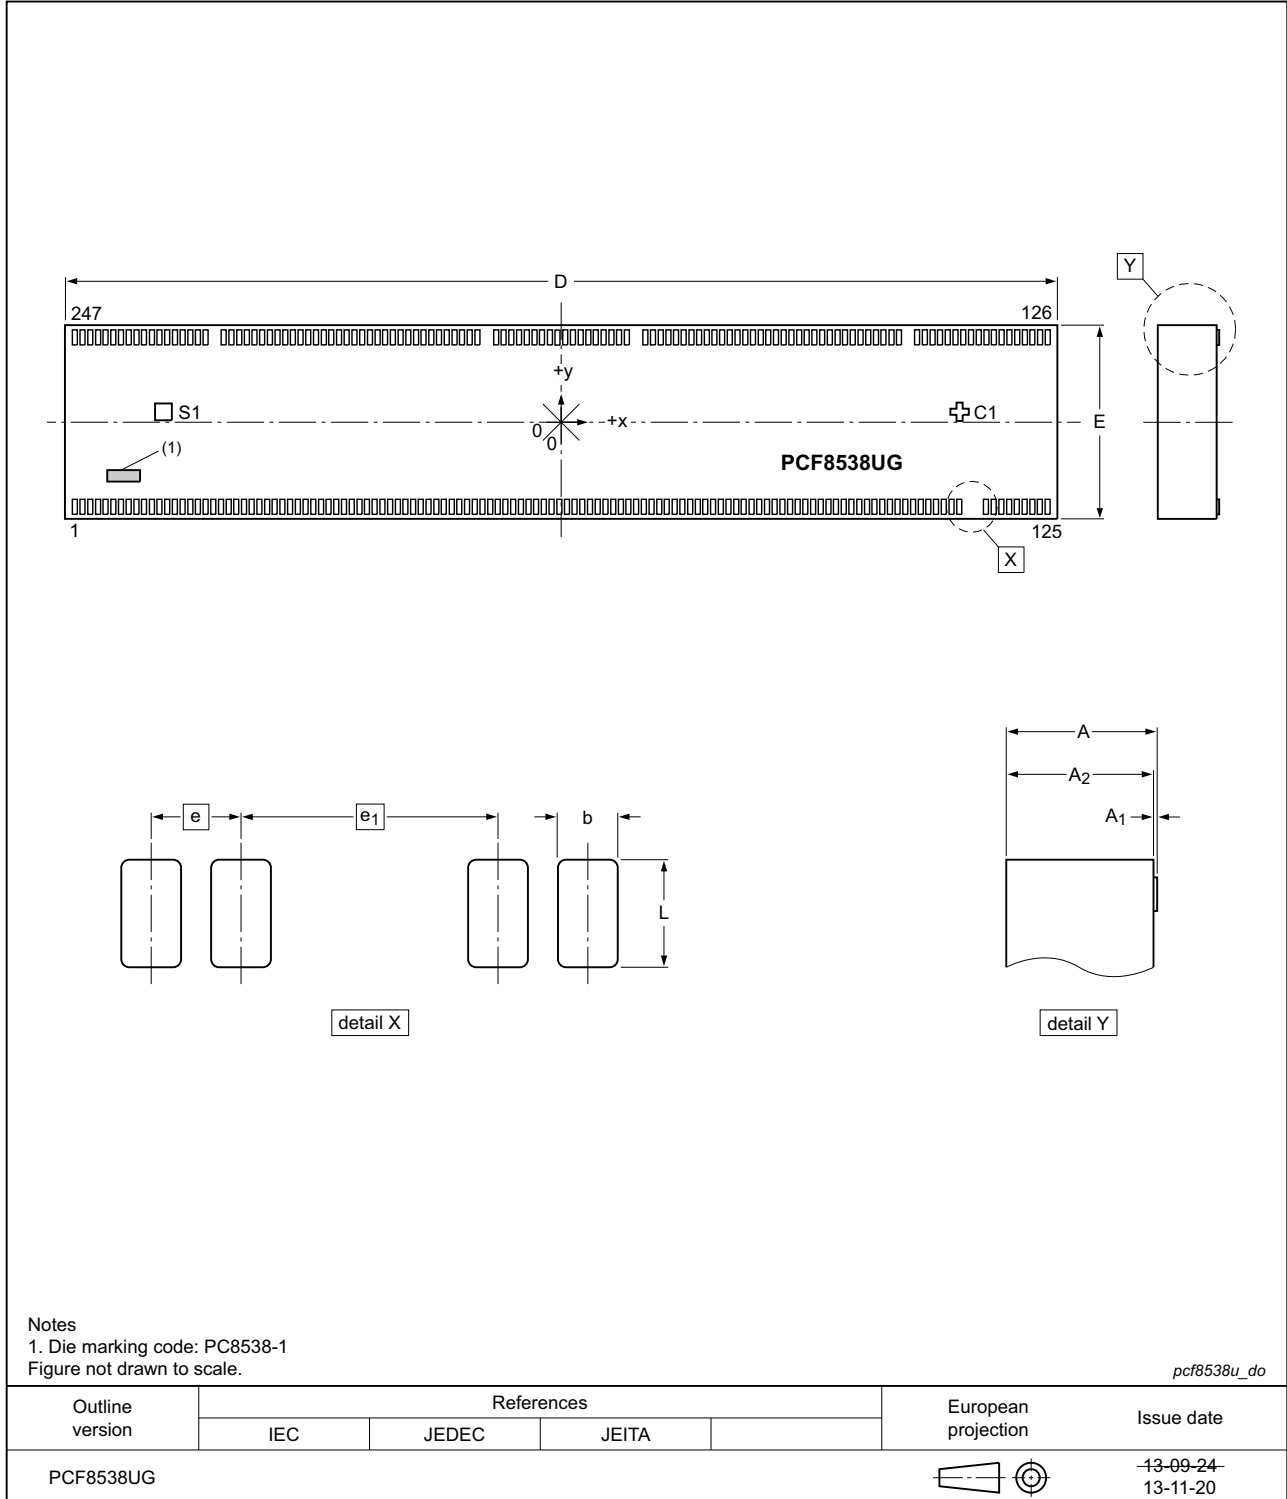 D
Y
247
126
+y
S1
0
0
+x
C1
E
(1)
PCF8538UG
1
125
X
A
A2
A1
e
e1
b
L
detail X
detail Y
Notes
1. Die marking code: PC8538-1
Figure not drawn to scale.
pcf8538u_do
Outline version
References
European projection
Issue date
IEC
JEDEC
JEITA
PCF8538UG
13-09-24
13-11-20